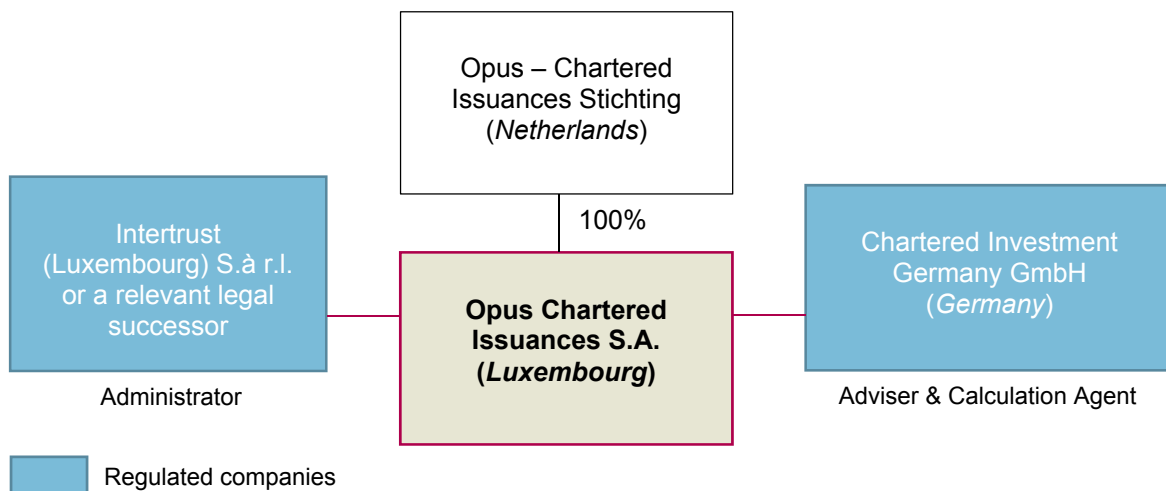 Opus – Chartered
Issuances Stichting
(Netherlands)
100%
Intertrust
(Luxembourg) S.à r.l.
or a relevant legal
successor
Administrator
Opus Chartered
Issuances S.A.
(Luxembourg)
Chartered Investment
Germany GmbH
(Germany)
Adviser & Calculation Agent
Regulated companies